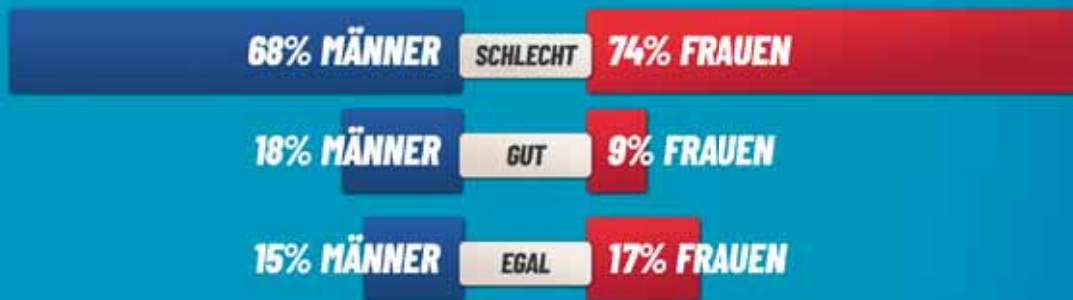 68% MÄNNER SCHLECHT 74% FRAUEN
18% MÄNNER GUT 9% FRAUEN
15% MÄNNER EGAL 17% FRAUEN